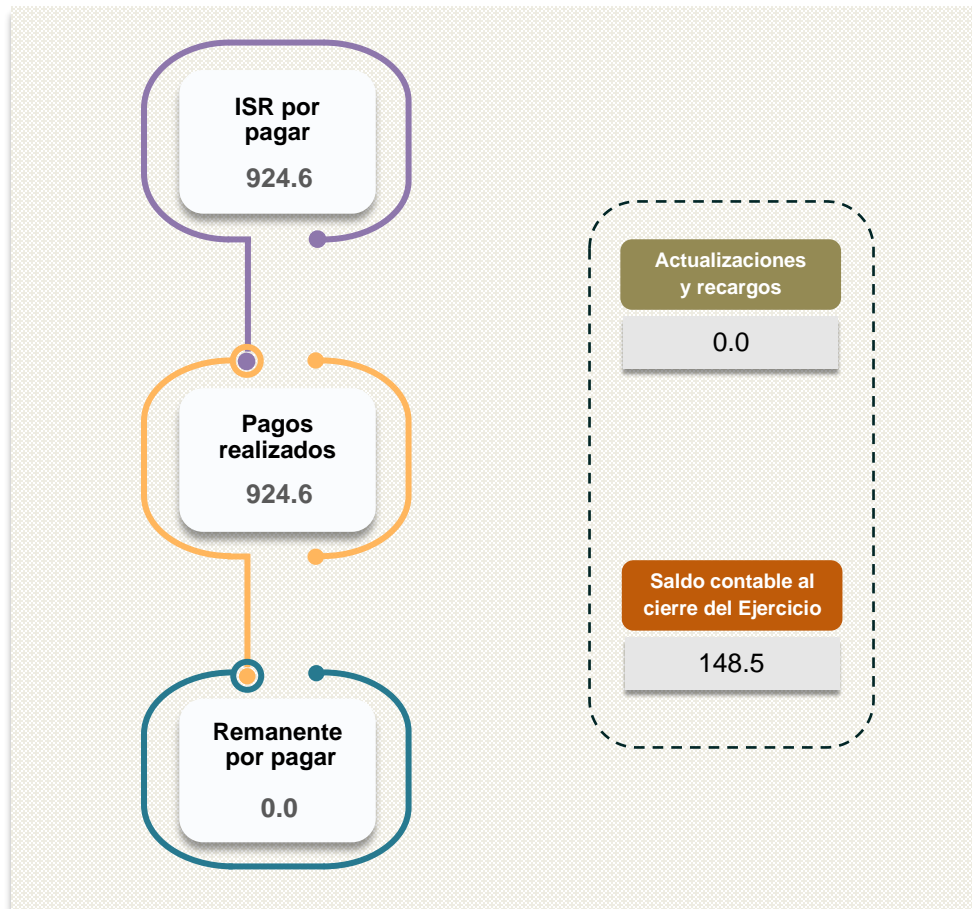 ISR por
pagar
924.6
Pagos
realizados
924.6
Remanente
por pagar
0.0
Actualizaciones
y recargos
0.0
Saldo contable al
cierre del Ejercicio
148.5